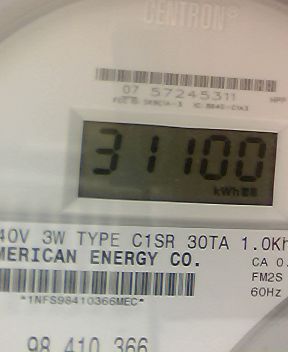 CENTRON®
07 57245311
31100
kWh
40V 3W TYPE C1SR 30TA 1.0Kh
MERICAN ENERGY CO.
CA 0.
FM2S
60Hz
*1NFS98410366MEC*
98 410 366